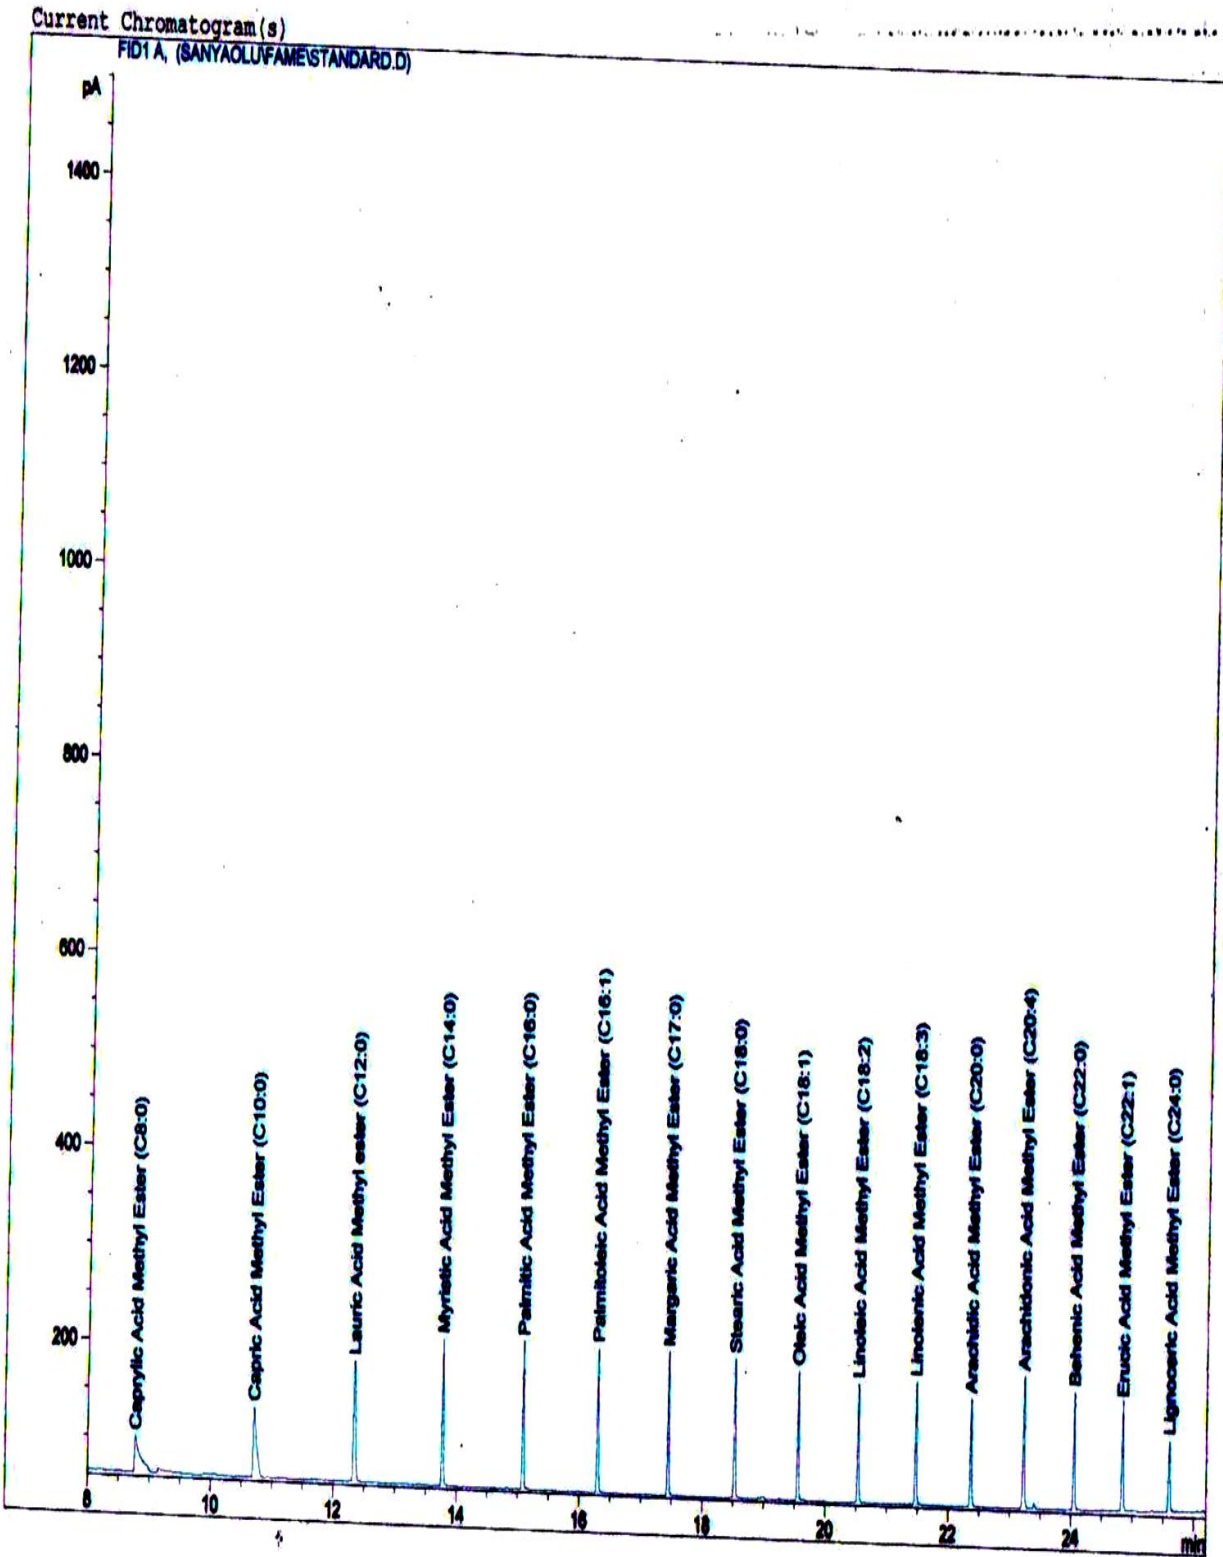 Current Chromatogram(s)
FID1 A, (SANYAOLU\FAME\STANDARD.D)
pA
1400
1200
1000
800
600
400
200
Caprylic Acid Methyl Ester (C8:0)
Capric Acid Methyl Ester (C10:0)
Lauric Acid Methyl ester (C12:0)
Myristic Acid Methyl Ester (C14:0)
Palmitic Acid Methyl Ester (C16:0)
Palmitoleic Acid Methyl Ester (C16:1)
Margaric Acid Methyl Ester (C17:0)
Stearic Acid Methyl Ester (C18:0)
Oleic Acid Methyl Ester (C18:1)
Linoleic Acid Methyl Ester (C18:2)
Linolenic Acid Methyl Ester (C18:3)
Arachidic Acid Methyl Ester (C20:0)
Arachidonic Acid Methyl Ester (C20:4)
Behenic Acid Methyl Ester (C22:0)
Erucic Acid Methyl Ester (C22:1)
Lignoceric Acid Methyl Ester (C24:0)
8 10 12 14 16 18 20 22 24 min